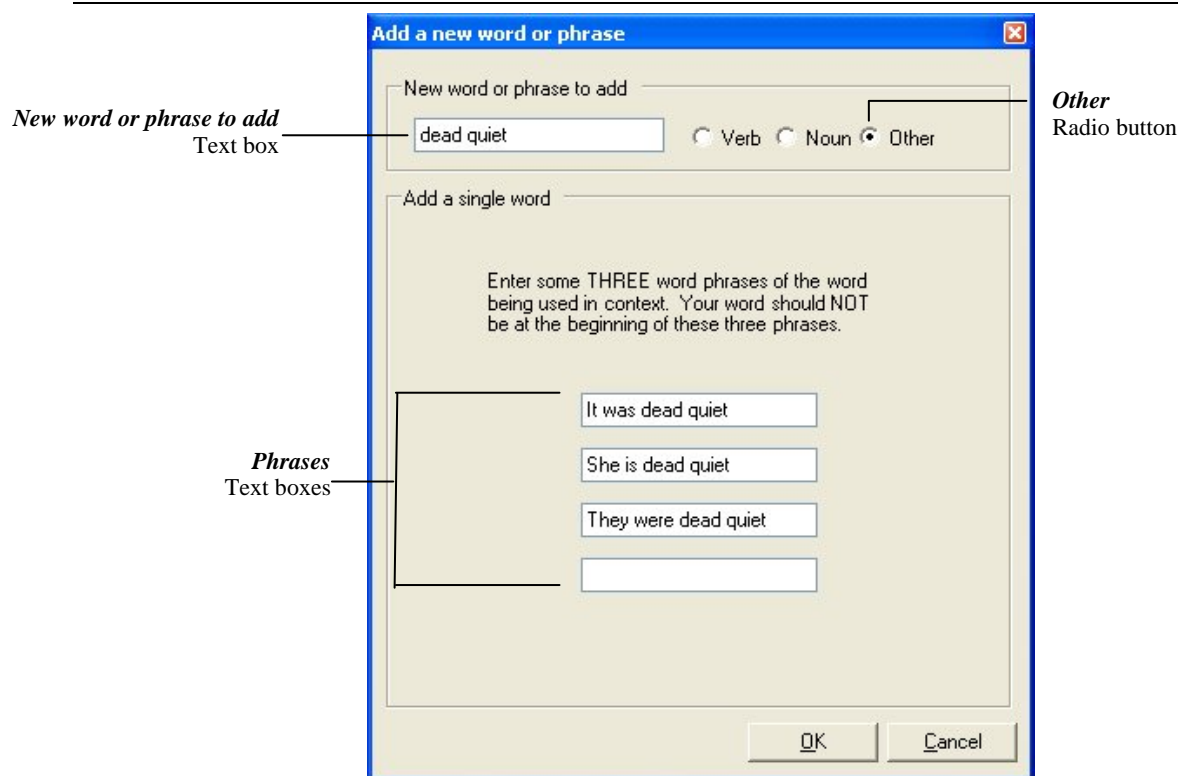 Add a new word or phrase
New word or phrase to add
New word or phrase to add
Text box
dead quiet
Verb
Noun
Other
Other
Radio button
Add a single word
Enter some THREE word phrases of the word
being used in context. Your word should NOT
be at the beginning of these three phrases.
Phrases
Text boxes
It was dead quiet
She is dead quiet
They were dead quiet
OK
Cancel